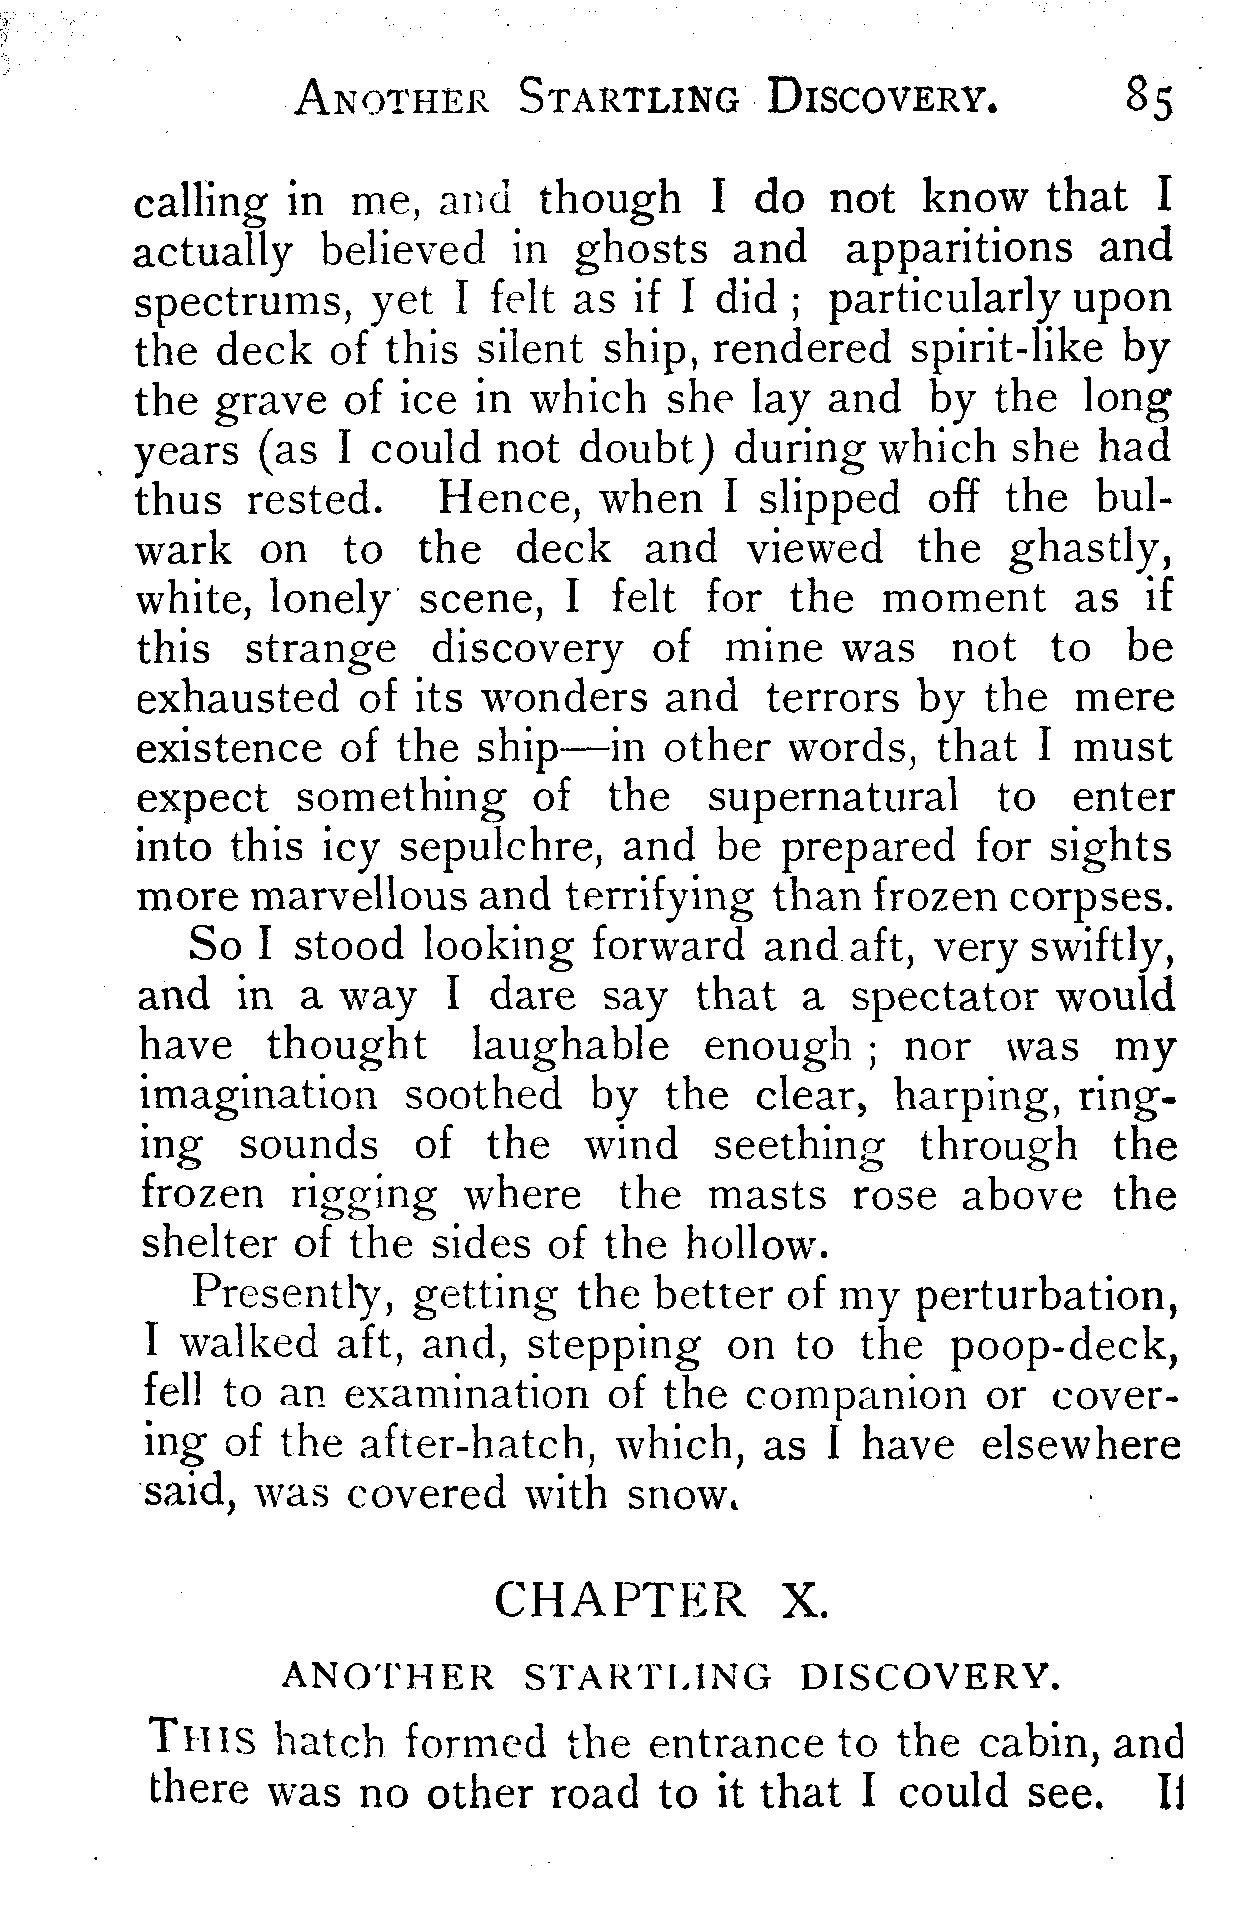 Another Startling Discovery. 85
calling in me, and though I do not know that I
actually believed in ghosts and apparitions and
spectrums, yet I felt as if I did ; particularly upon
the deck of this silent ship, rendered spirit-like by
the grave of ice in which she lay and by the long
years (as I could not doubt) during which she had
thus rested. Hence, when I slipped off the bul-
wark on to the deck and viewed the ghastly,
white, lonely scene, I felt for the moment as if
this strange discovery of mine was not to be
exhausted of its wonders and terrors by the mere
existence of the ship—in other words, that I must
expect something of the supernatural to enter
into this icy sepulchre, and be prepared for sights
more marvellous and terrifying than frozen corpses.
So I stood looking forward and aft, very swiftly,
and in a way I dare say that a spectator would
have thought laughable enough ; nor was my
imagination soothed by the clear, harping, ring-
ing sounds of the wind seething through the
frozen rigging where the masts rose above the
shelter of the sides of the hollow.
Presently, getting the better of my perturbation,
I walked aft, and, stepping on to the poop-deck,
fell to an examination of the companion or cover-
ing of the after-hatch, which, as I have elsewhere
said, was covered with snow.
CHAPTER X.
ANOTHER STARTLING DISCOVERY.
This hatch formed the entrance to the cabin, and
there was no other road to it that I could see. If